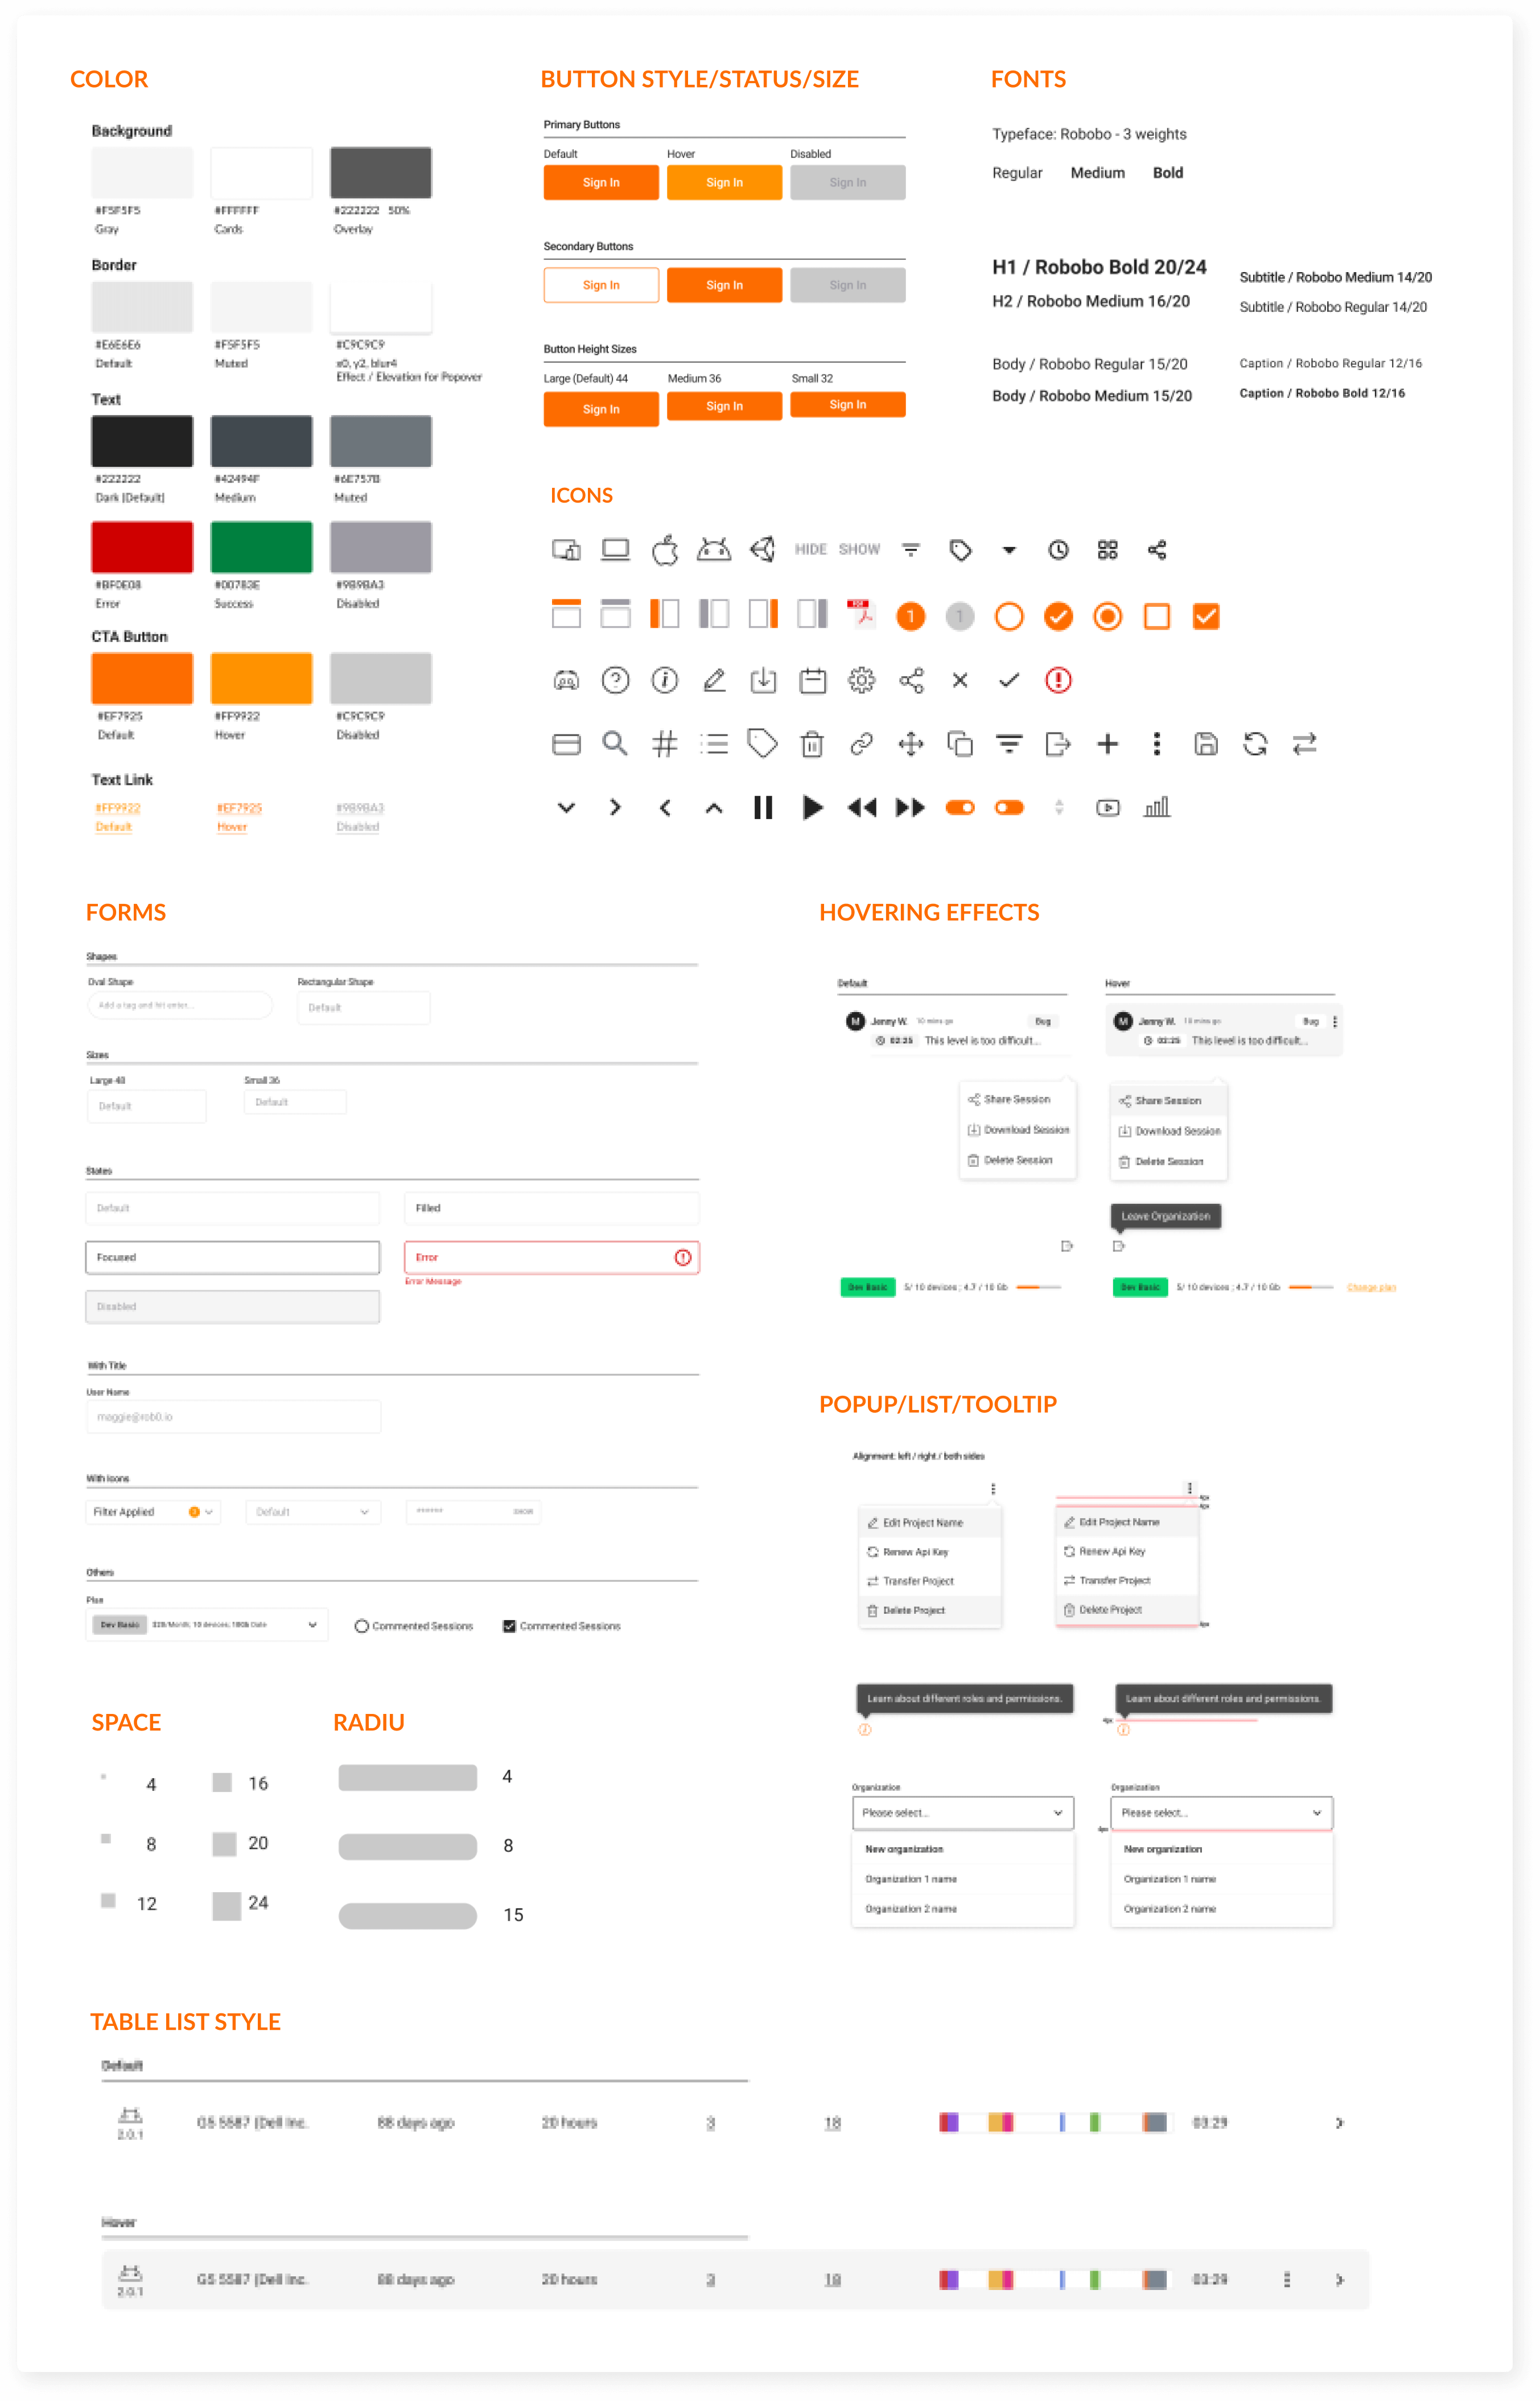 COLOR
Background
#F5F5F5 #FFFFFF #222222 50%
Gray Cards Overlay
Border
#E6E6E6 #F5F5F5 #C9C9C9
Default Muted x0, y2, blur4
Effect / Elevation for Popover
Text
#222222 #42494F #6E757B
Dark (Default) Medium Muted
#BF0E08 #00783E #9B9BA3
Error Success Disabled
CTA Button
#EF7925 #FF9922 #C9C9C9
Default Hover Disabled
Text Link
#FF9922 #EF7925 #9B9BA3
Default Hover Disabled
BUTTON STYLE/STATUS/SIZE
Primary Buttons
Default Hover Disabled
Sign In Sign In Sign In
Secondary Buttons
Sign In Sign In Sign In
Button Height Sizes
Large (Default) 44 Medium 36 Small 32
Sign In Sign In Sign In
FONTS
Typeface: Robobo - 3 weights
Regular Medium Bold
H1 / Robobo Bold 20/24
H2 / Robobo Medium 16/20
Subtitle / Robobo Medium 14/20
Subtitle / Robobo Regular 14/20
Body / Robobo Regular 15/20
Body / Robobo Medium 15/20
Caption / Robobo Regular 12/16
Caption / Robobo Bold 12/16
ICONS
HIDE SHOW
PDF 1 1
FORMS
Shapes
Oval Shape Rectangular Shape
Add a tag and hit enter... Default
Sizes
Large 48 Small 36
Default Default
States
Default Filled
Focused Error
Error Message
Disabled
With Title
User Name
maggie@rob0.io
With Icons
Filter Applied Default ****** SHOW
Others
Plan
Dev Basic 10 devices; Commented Sessions Commented Sessions
HOVERING EFFECTS
Default Hover
M Jenny W. 10 mins go Bug M Jenny W. 10 mins go Bug
02:25 This level is too difficult... 02:25 This level is too difficult...
Share Session Share Session
Download Session Download Session
Delete Session Delete Session
Leave Organization
Dev Basic 5/ 10 devices ; 4.7 / 10 Gb Dev Basic 5/ 10 devices ; 4.7 / 10 Gb Change plan
POPUP/LIST/TOOLTIP
Alignment: left / right / both sides
Edit Project Name Edit Project Name
Renew Api Key Renew Api Key
Transfer Project Transfer Project
Delete Project Delete Project
Learn about different roles and permissions. Learn about different roles and permissions.
Organization Organization
Please select... Please select...
New organization New organization
Organization 1 name Organization 1 name
Organization 2 name Organization 2 name
SPACE
4 16
8 20
12 24
RADIU
4
8
15
TABLE LIST STYLE
Default
G5 5587 (Dell Inc. 88 days ago 20 hours 3 18 03:29
2.0.1
Hover
G5 5587 (Dell Inc. 88 days ago 20 hours 3 18 03:29
2.0.1